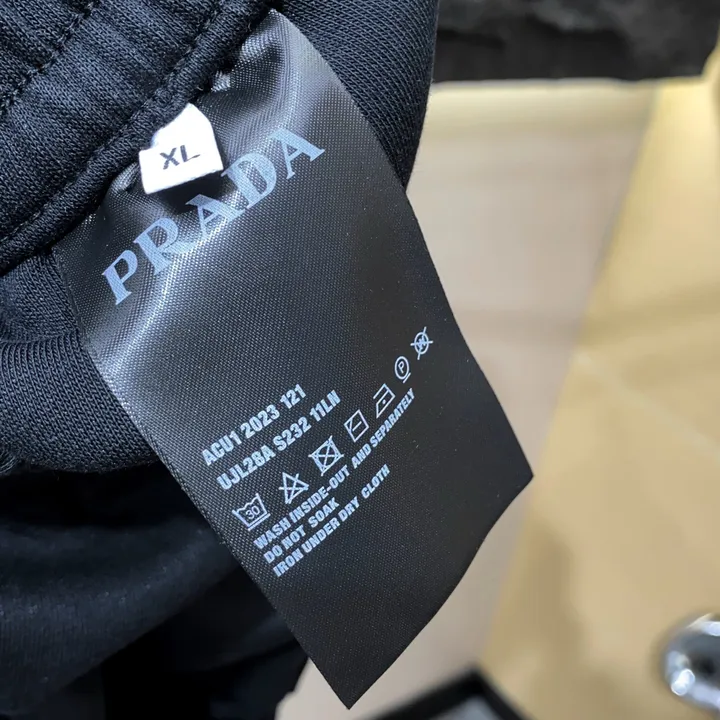 XL
PRADA
ACU1 2023 121
UJL28A S232 11LN
30
P
W
WASH INSIDE-OUT AND SEPARATELY
DO NOT SOAK
IRON UNDER DRY CLOTH